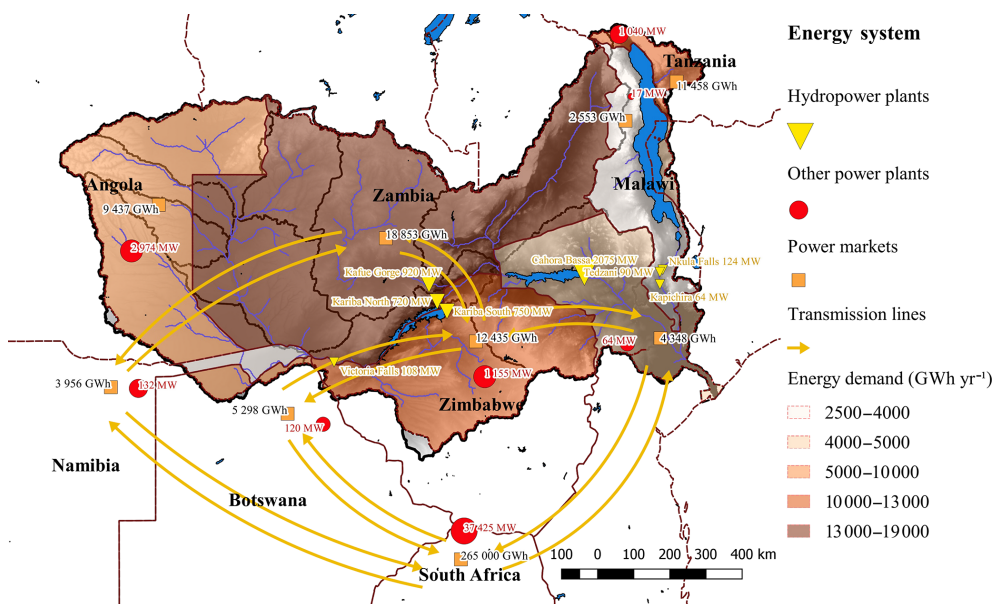 1 040 MW
Tanzania
11 458 GWh
17 MW
2 553 GWh
Angola
9 437 GWh
2 974 MW
Zambia
18 853 GWh
Malawi
Cahora Bassa 2075 MW
Nkula Falls 124 MW
Tedzani 90 MW
Kafue Gorge 920 MW
Kapichira 64 MW
Kariba North 720 MW
Kariba South 750 MW
12 435 GWh
4 348 GWh
64 MW
Victoria Falls 108 MW
1 155 MW
3 956 GWh
132 MW
5 298 GWh
120 MW
Zimbabwe
Namibia
Botswana
37 425 MW
265 000 GWh
South Africa
100 0 100 200 300 400 km
Energy system
Hydropower plants
Other power plants
Power markets
Transmission lines
Energy demand (GWh yr⁻¹)
2500–4000
4000–5000
5000–10 000
10 000–13 000
13 000–19 000